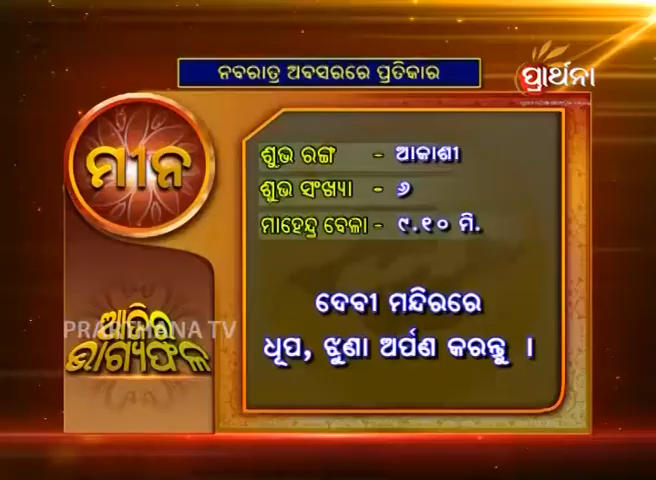 ନବରାତ୍ର ଅବସରରେ ପ୍ରତିକାର
ପ୍ରାର୍ଥନା
ମୀନ
ଶୁଭ ରଙ୍ଗ - ଆକାଶୀ
ଶୁଭ ସଂଖ୍ୟା - ୬
ମାହେନ୍ଦ୍ର ବେଳା - ୯.୧୦ ମି.
ଦେବୀ ମନ୍ଦିରରେ
ଧୂପ, ଝୁଣା ଅର୍ପଣ କରନ୍ତୁ ।
ଆଜିର
PRARTHANA TV
ଭାଗ୍ୟଫଳ